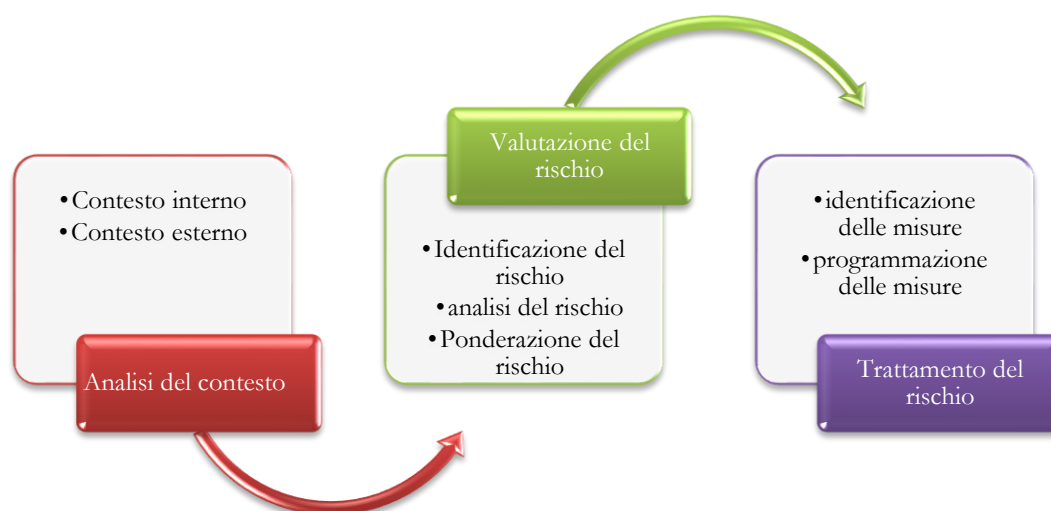 •Contesto interno
•Contesto esterno
Analisi del contesto
Valutazione del
rischio
•Identificazione del
rischio
•analisi del rischio
•Ponderazione del
rischio
•identificazione
delle misure
•programmazione
delle misure
Trattamento del
rischio